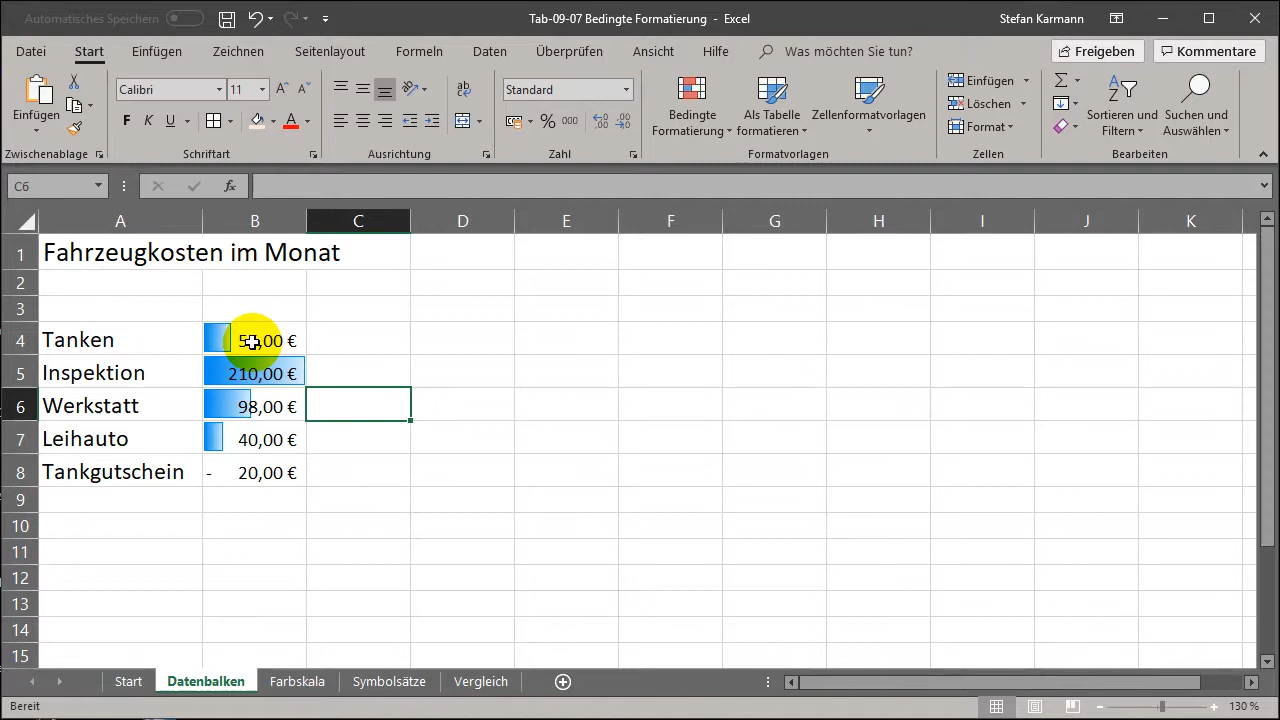 Automatisches Speichern
Tab-09-07 Bedingte Formatierung - Excel
Stefan Karmann
Datei Start Einfügen Zeichnen Seitenlayout Formeln Daten Überprüfen Ansicht Hilfe Was möchten Sie tun? Freigeben Kommentare
Einfügen
Zwischenablage
Calibri 11
F K U
Schriftart
Ausrichtung
Standard
% 000
Zahl
Bedingte Formatierung
Als Tabelle formatieren
Zellenformatvorlagen
Formatvorlagen
Einfügen
Löschen
Format
Zellen
Sortieren und Filtern
Suchen und Auswählen
Bearbeiten
C6 fx
A B C D E F G H I J K
1 Fahrzeugkosten im Monat
2
3
4 Tanken ,00 €
5 Inspektion 210,00 €
6 Werkstatt 98,00 €
7 Leihauto 40,00 €
8 Tankgutschein - 20,00 €
9
10
11
12
13
14
15
Start Datenbalken Farbskala Symbolsätze Vergleich
Bereit 130 %